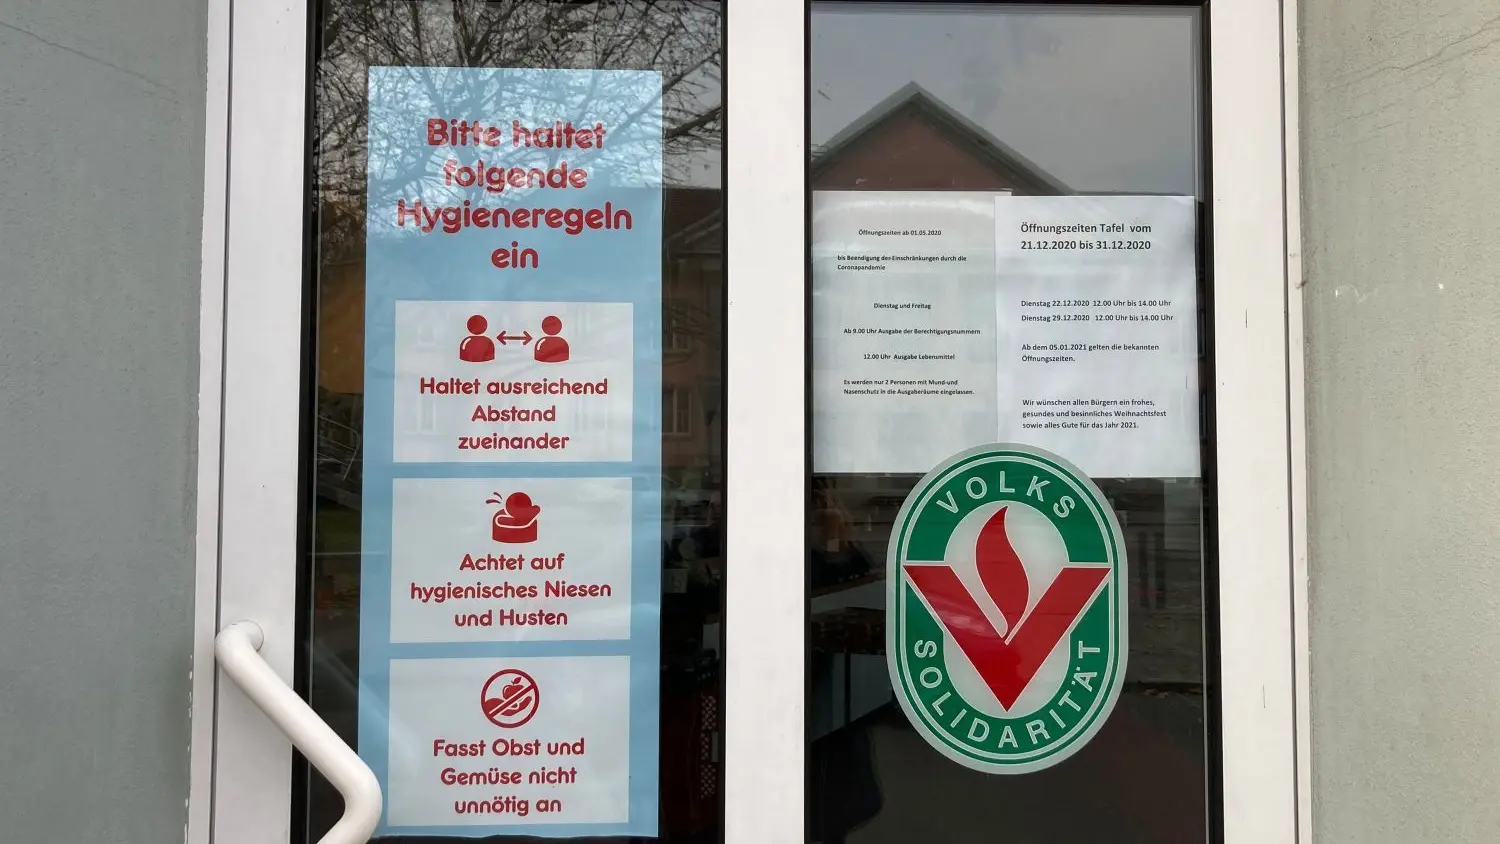 Bitte haltet
folgende
Hygieneregeln
ein
Haltet ausreichend
Abstand
zueinander
Achtet auf
hygienisches Niesen
und Husten
Fasst Obst und
Gemüse nicht
unnötig an
Öffnungszeiten ab 01.05.2020
bis Beendigung der Einschränkungen durch die
Coronapandemie
Dienstag und Freitag
Ab 9.00 Uhr Ausgabe der Berechtigungsnummern
12.00 Uhr Ausgabe Lebensmittel
Es werden nur 2 Personen mit Mund-und
Nasenschutz in die Ausgaberäume eingelassen.
Öffnungszeiten Tafel vom
21.12.2020 bis 31.12.2020
Dienstag 22.12.2020 12.00 Uhr bis 14.00 Uhr
Dienstag 29.12.2020 12.00 Uhr bis 14.00 Uhr
Ab dem 05.01.2021 gelten die bekannten
Öffnungszeiten.
Wir wünschen allen Bürgern ein frohes,
gesundes und besinnliches Weihnachtsfest
sowie alles Gute für das Jahr 2021.
VOLKS
SOLIDARITÄT